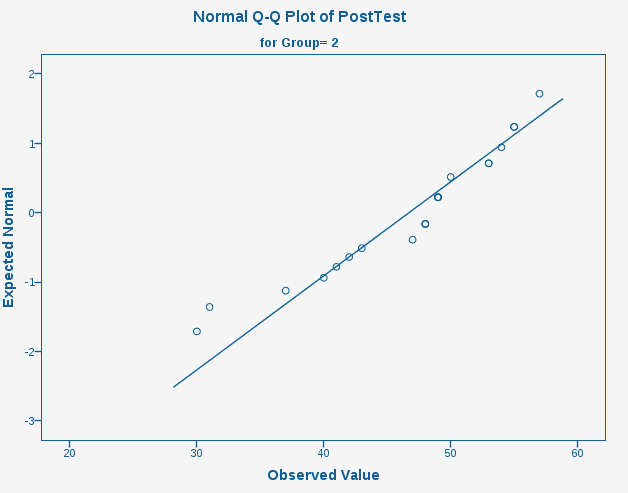 Normal Q-Q Plot of PostTest
for Group= 2
Expected Normal
2
1
0
-1
-2
-3
20 30 40 50 60
Observed Value